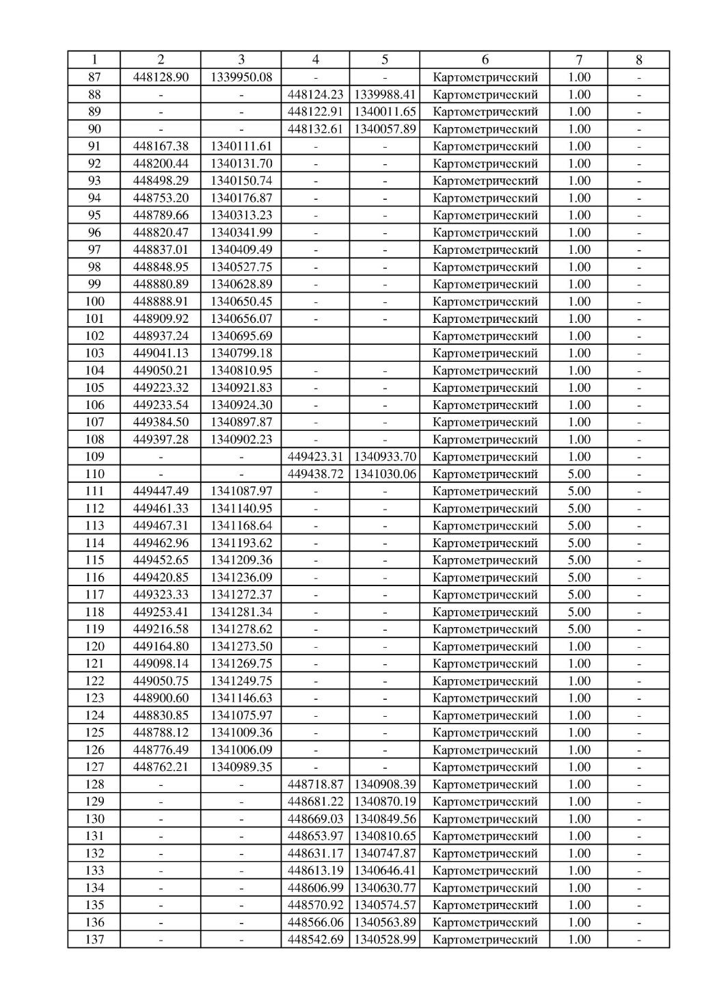 1 2 3 4 5 6 7 8
87 448128.90 1339950.08 - - Картометрический 1.00 -
88 - - 448124.23 1339988.41 Картометрический 1.00 -
89 - - 448122.91 1340011.65 Картометрический 1.00 -
90 - - 448132.61 1340057.89 Картометрический 1.00 -
91 448167.38 1340111.61 - - Картометрический 1.00 -
92 448200.44 1340131.70 - - Картометрический 1.00 -
93 448498.29 1340150.74 - - Картометрический 1.00 -
94 448753.20 1340176.87 - - Картометрический 1.00 -
95 448789.66 1340313.23 - - Картометрический 1.00 -
96 448820.47 1340341.99 - - Картометрический 1.00 -
97 448837.01 1340409.49 - - Картометрический 1.00 -
98 448848.95 1340527.75 - - Картометрический 1.00 -
99 448880.89 1340628.89 - - Картометрический 1.00 -
100 448888.91 1340650.45 - - Картометрический 1.00 -
101 448909.92 1340656.07 - - Картометрический 1.00 -
102 448937.24 1340695.69 Картометрический 1.00 -
103 449041.13 1340799.18 Картометрический 1.00 -
104 449050.21 1340810.95 - - Картометрический 1.00 -
105 449223.32 1340921.83 - - Картометрический 1.00 -
106 449233.54 1340924.30 - - Картометрический 1.00 -
107 449384.50 1340897.87 - - Картометрический 1.00 -
108 449397.28 1340902.23 - - Картометрический 1.00 -
109 - - 449423.31 1340933.70 Картометрический 1.00 -
110 - - 449438.72 1341030.06 Картометрический 5.00 -
111 449447.49 1341087.97 - - Картометрический 5.00 -
112 449461.33 1341140.95 - - Картометрический 5.00 -
113 449467.31 1341168.64 - - Картометрический 5.00 -
114 449462.96 1341193.62 - - Картометрический 5.00 -
115 449452.65 1341209.36 - - Картометрический 5.00 -
116 449420.85 1341236.09 - - Картометрический 5.00 -
117 449323.33 1341272.37 - - Картометрический 5.00 -
118 449253.41 1341281.34 - - Картометрический 5.00 -
119 449216.58 1341278.62 - - Картометрический 5.00 -
120 449164.80 1341273.50 - - Картометрический 1.00 -
121 449098.14 1341269.75 - - Картометрический 1.00 -
122 449050.75 1341249.75 - - Картометрический 1.00 -
123 448900.60 1341146.63 - - Картометрический 1.00 -
124 448830.85 1341075.97 - - Картометрический 1.00 -
125 448788.12 1341009.36 - - Картометрический 1.00 -
126 448776.49 1341006.09 - - Картометрический 1.00 -
127 448762.21 1340989.35 - - Картометрический 1.00 -
128 - - 448718.87 1340908.39 Картометрический 1.00 -
129 - - 448681.22 1340870.19 Картометрический 1.00 -
130 - - 448669.03 1340849.56 Картометрический 1.00 -
131 - - 448653.97 1340810.65 Картометрический 1.00 -
132 - - 448631.17 1340747.87 Картометрический 1.00 -
133 - - 448613.19 1340646.41 Картометрический 1.00 -
134 - - 448606.99 1340630.77 Картометрический 1.00 -
135 - - 448570.92 1340574.57 Картометрический 1.00 -
136 - - 448566.06 1340563.89 Картометрический 1.00 -
137 - - 448542.69 1340528.99 Картометрический 1.00 -